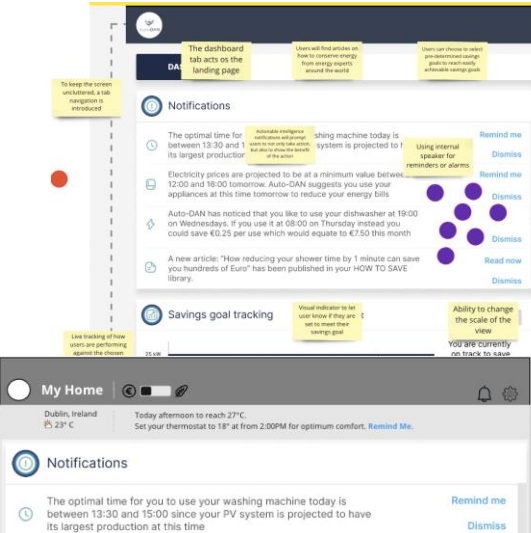 DAN
The dashboard
tab acts os the
landing page
Users will find articles on
how to conserve energy
from energy experts
around the world
Users can choose to select
pre-determined savings
goals to reach easily
achievable savings goals
DAS
To keep the screen
uncluttered, a tab
navigation is
introduced
Notifications
The optimal time for
shing machine today is
between 13:30 and 1
system is projected to h
its largest production
Actionable intelligence
notifications will prompt
users to not only take action,
but also to show the benefit
of the action
Using internal
speaker for
reminders or alarms
Remind me
Dismiss
Electricity prices are projected to be at a minimum value betwee
12:00 and 16:00 tomorrow. Auto-DAN suggests you use your
appliances at this time tomorrow to reduce your energy bills
Remind me
Dismiss
Auto-DAN has noticed that you like to use your dishwasher at 19:00
on Wednesdays. If you use it at 08:00 on Thursday instead you
could save €0.25 per use which would equate to €7.50 this month
Dismiss
A new article: "How reducing your shower time by 1 minute can save
you hundreds of Euro" has been published in your HOW TO SAVE
library.
Read now
Dismiss
Savings goal tracking
Visual indicator to let
user know if they are
set to meet their
savings goal
t
Ability to change
the scale of the
view
Live tracking of how
users are performing
against the chosen
25 kW
You are currently
on track to save
My Home
€
Dublin, Ireland
23° C
Today afternoon to reach 27°C.
Set your thermostat to 18° at from 2:00PM for optimum comfort. Remind Me.
Notifications
The optimal time for you to use your washing machine today is
between 13:30 and 15:00 since your PV system is projected to have
its largest production at this time
Remind me
Dismiss